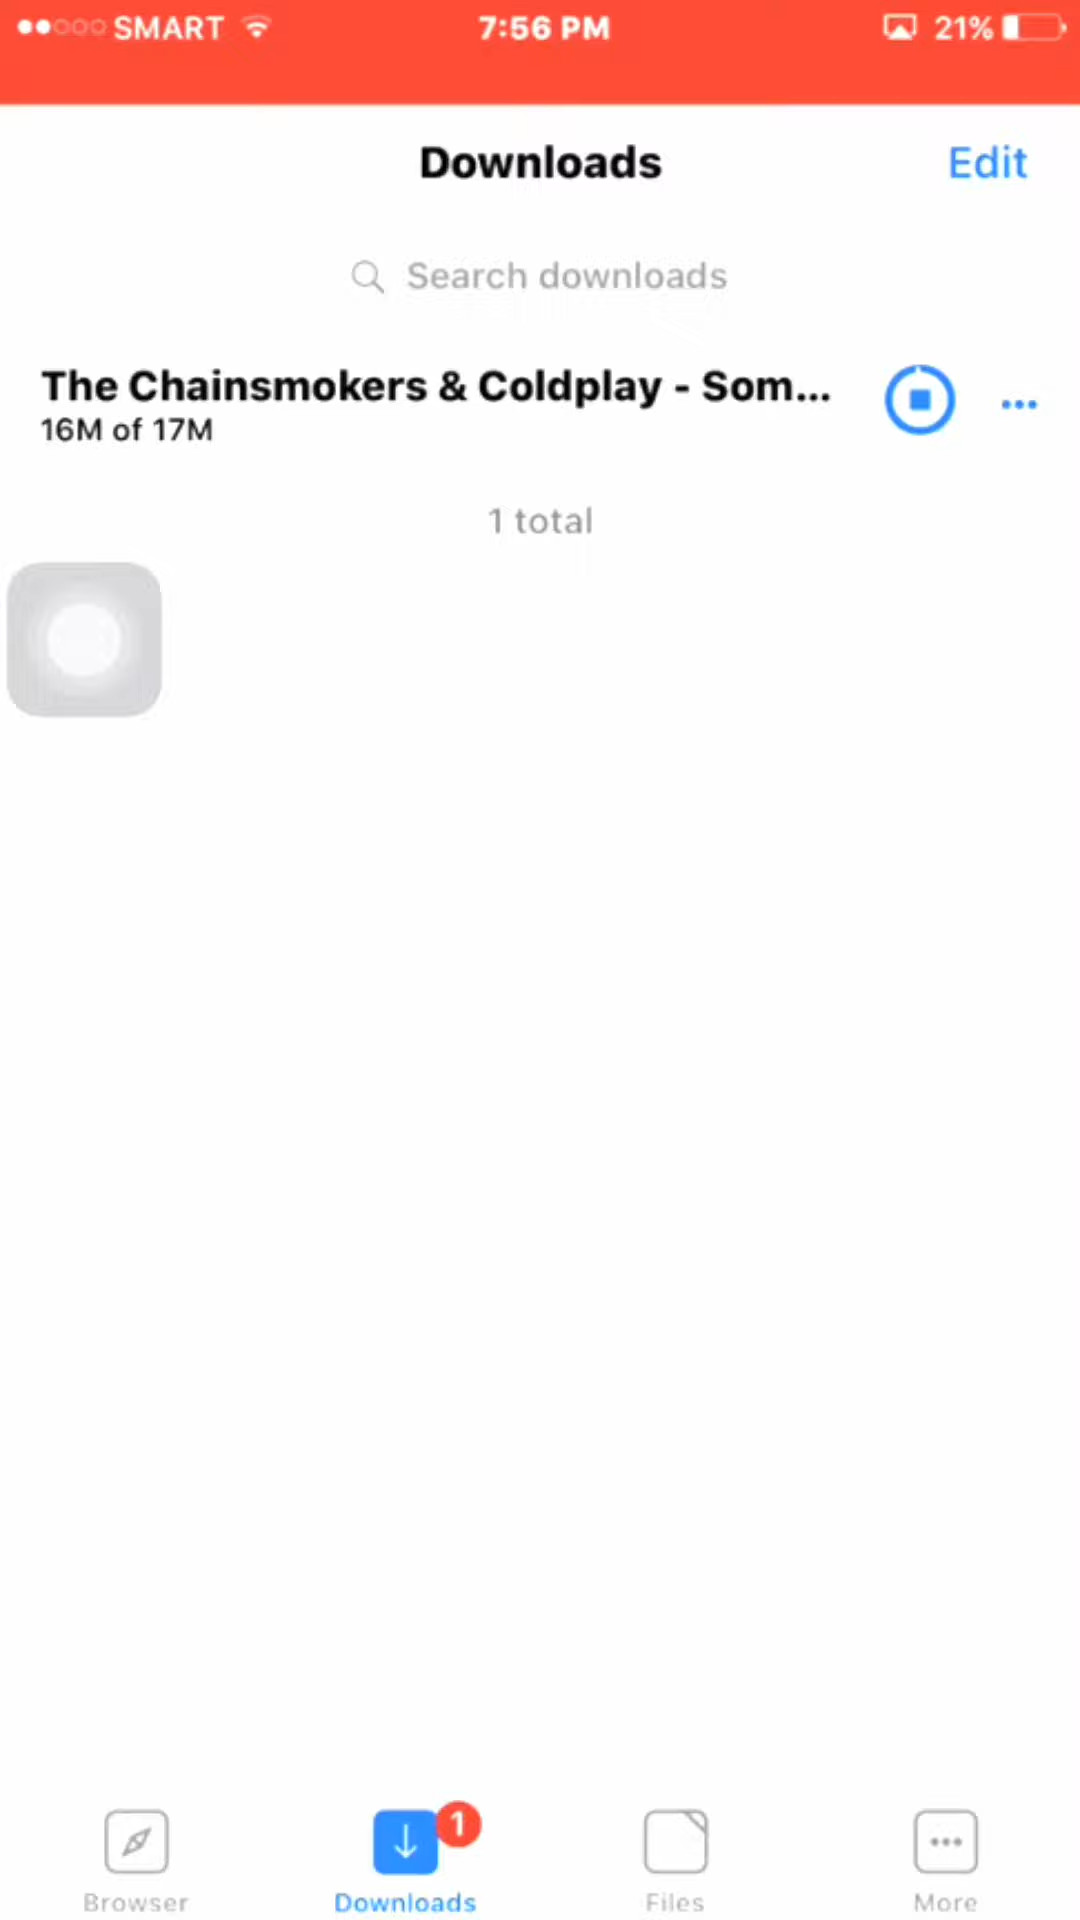 SMART 7:56 PM 21%
Downloads Edit
Search downloads
The Chainsmokers & Coldplay - Som...
16M of 17M
1 total
1
Browser Downloads Files More